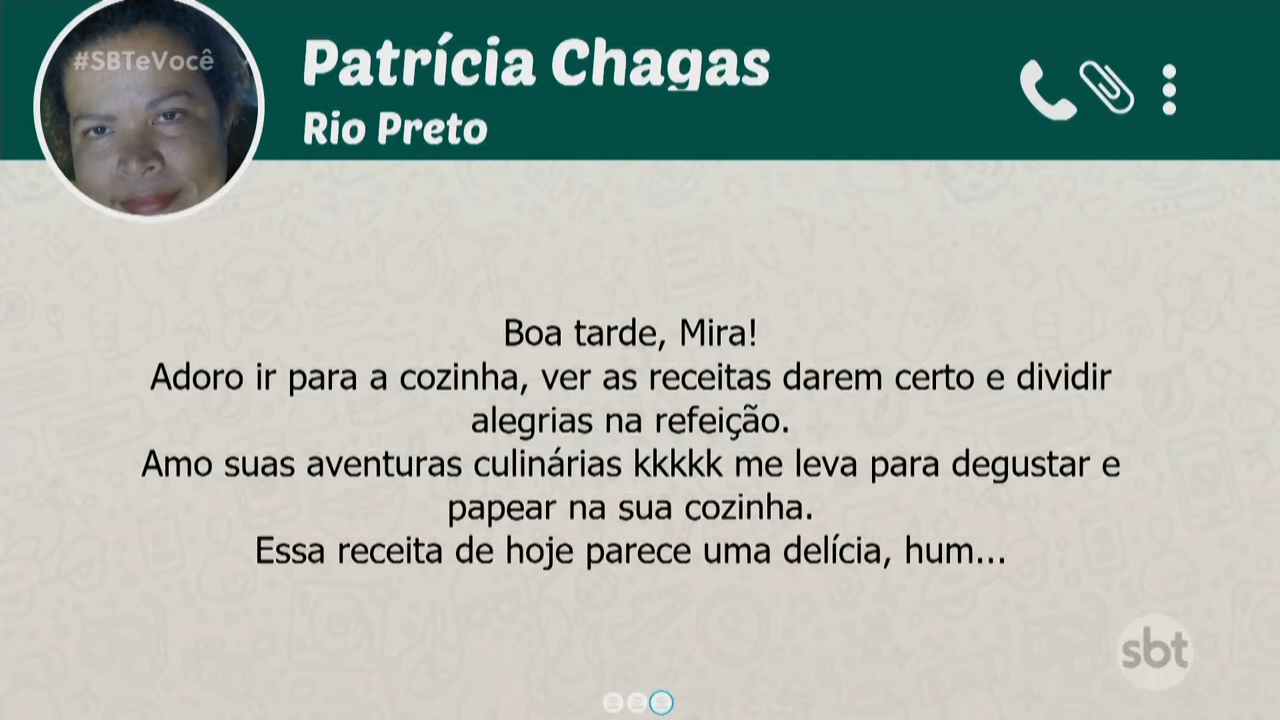 #SBTeVocê
Patrícia Chagas
Rio Preto
Boa tarde, Mira!
Adoro ir para a cozinha, ver as receitas darem certo e dividir
alegrias na refeição.
Amo suas aventuras culinárias kkkkk me leva para degustar e
papear na sua cozinha.
Essa receita de hoje parece uma delícia, hum...
sbt